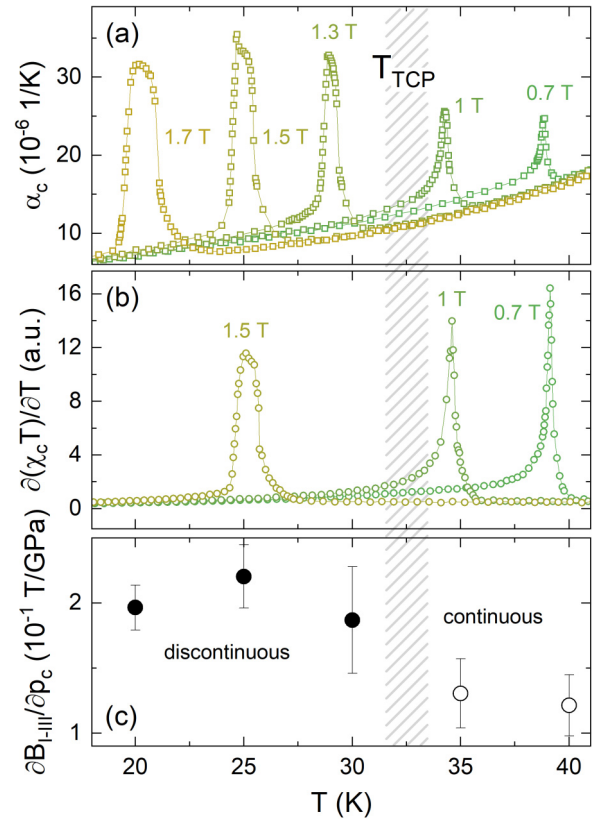 (a)
1.3 T
T_TCP
1.7 T
1.5 T
1 T
0.7 T
α_c (10⁻⁶ 1/K)
30
20
10
(b)
1.5 T
1 T
0.7 T
∂(χ_cT)/∂T (a.u.)
16
12
8
4
0
discontinuous
continuous
(c)
∂B_I-III/∂p_c (10⁻¹ T/GPa)
2
1
20
25
30
35
40
T (K)